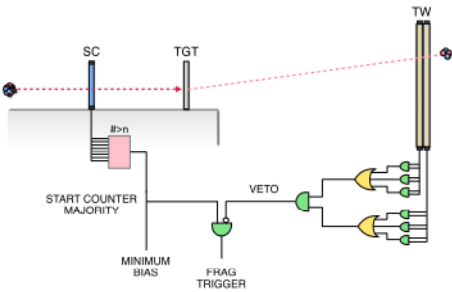 SC
TGT
TW
#>n
START COUNTER
MAJORITY
VETO
MINIMUM
BIAS
FRAG
TRIGGER